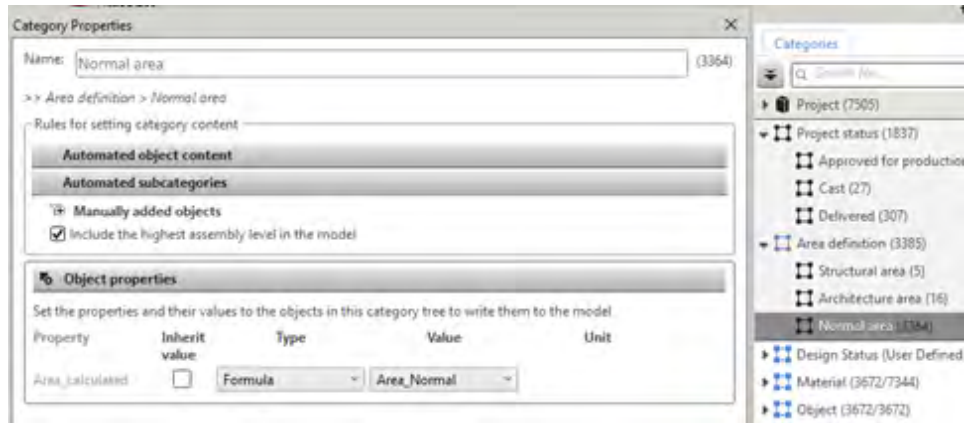 Category Properties
Name:
Normal area
(3364)
>> Area definition > Normal area
Rules for setting category content
Automated object content
Automated subcategories
Manually added objects
Include the highest assembly level in the model
Object properties
Set the properties and their values to the objects in this category tree to write them to the model
Property Inherit value Type Value Unit
Area_calculated Formula Area_Normal
Categories
Project (7505)
Project status (1837)
Approved for production
Cast (27)
Delivered (307)
Area definition (3385)
Structural area (5)
Architecture area (16)
Normal area (3364)
Design Status (User Defined
Material (3672/7344)
Object (3672/3672)